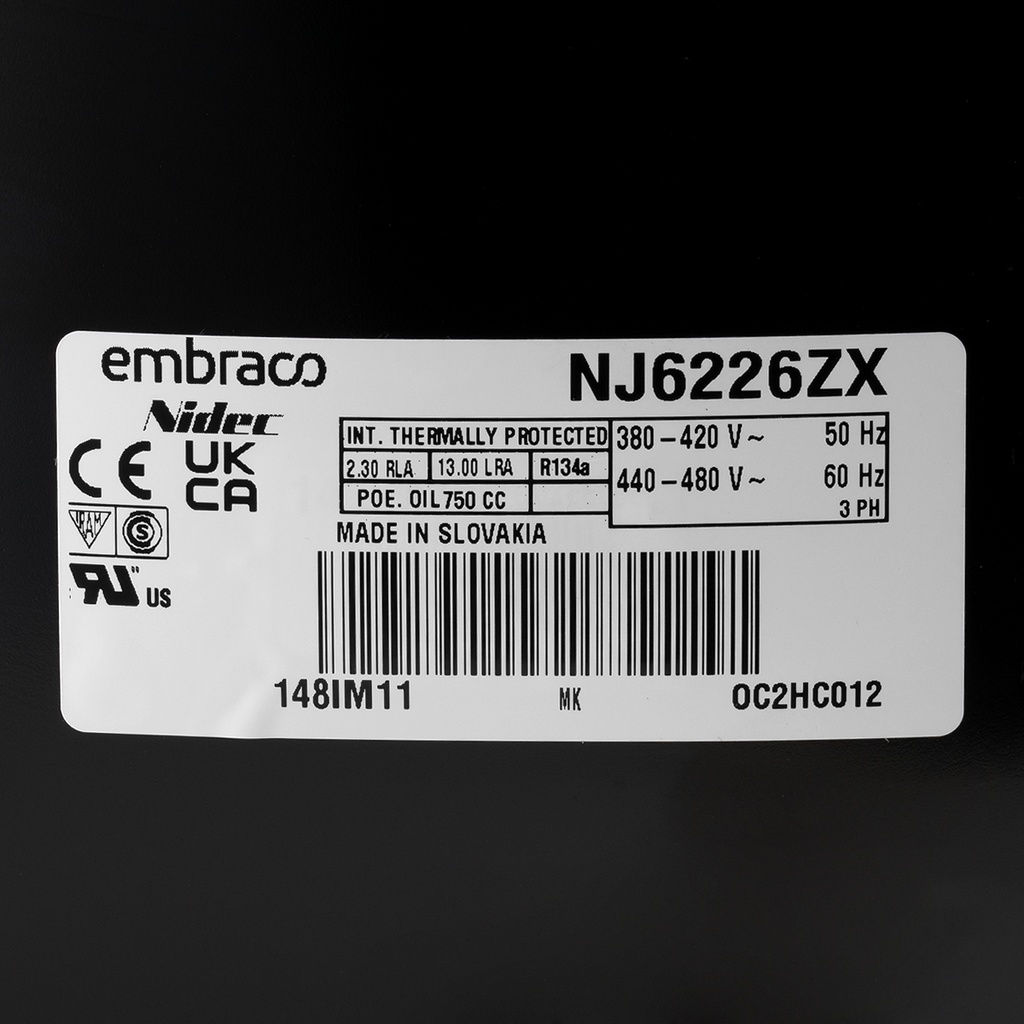 embraco
NJ6226ZX
Nidec
INT. THERMALLY PROTECTED
380-420 V~ 50 Hz
2.30 RLA 13.00 LRA R134a
440-480 V~ 60 Hz
POE. OIL 750 CC
3 PH
CE
UK
CA
MADE IN SLOVAKIA
IRAM
S
US
148IM11 MK OC2HC012